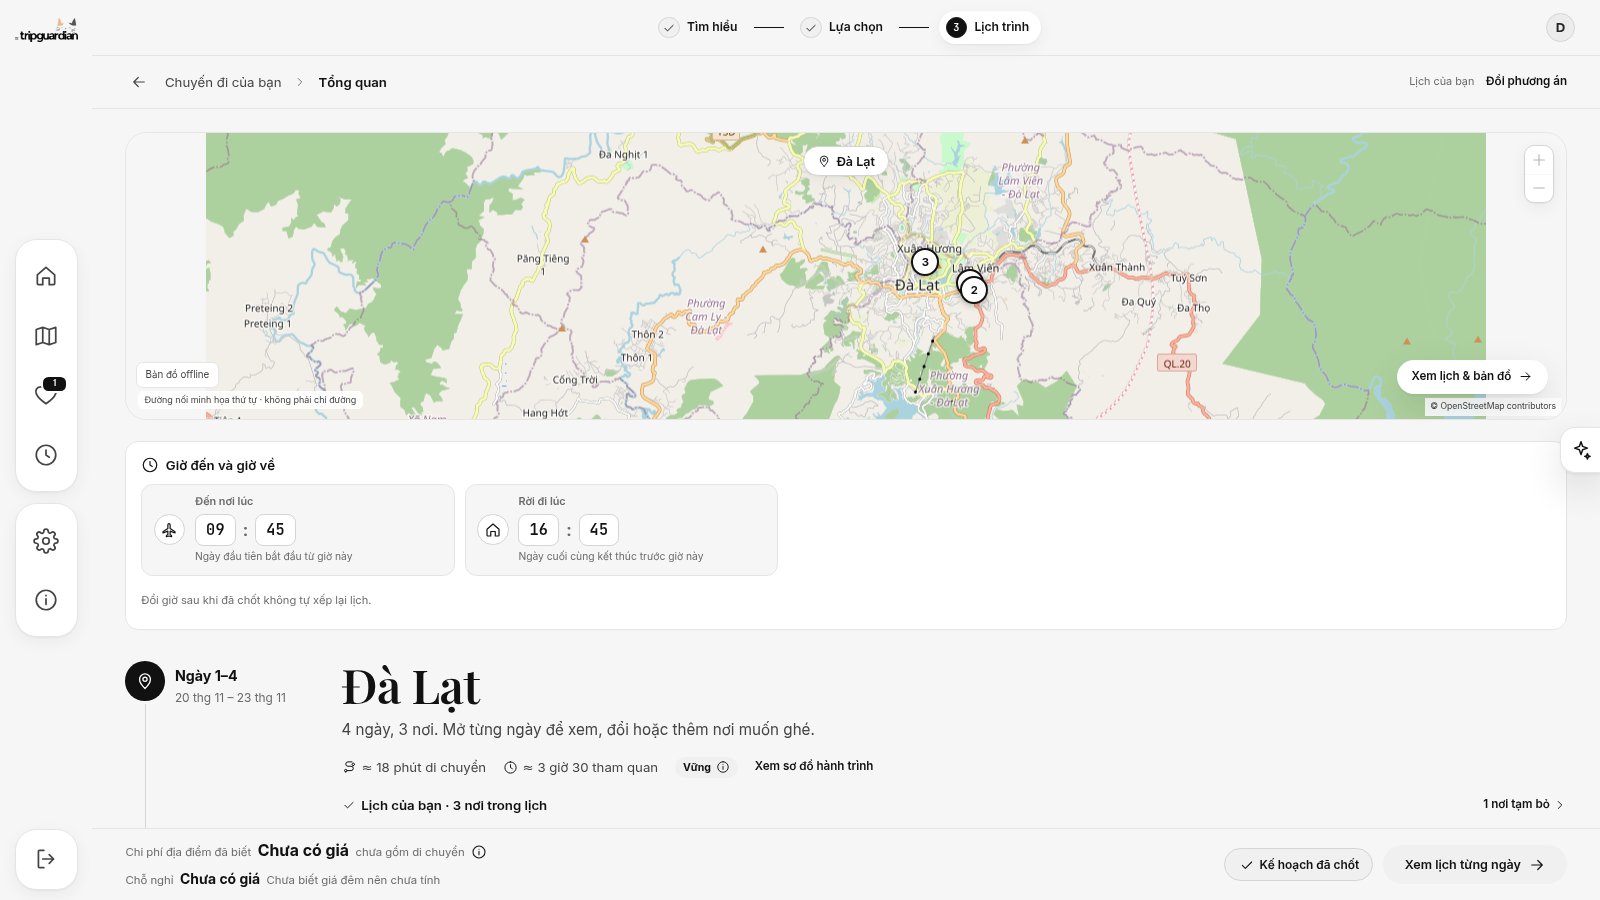 tripguardian
Tìm hiểu
Lựa chọn
3 Lịch trình
D
Chuyến đi của bạn
Tổng quan
Lịch của bạn
Đổi phương án
Đa Nghịt 1
Đà Lạt
Phường
Lâm Viên
Đà Lạt
Păng Tiêng
1
Xuân Hương
3
Lâm Viên
Đà Lạt
2
Xuân Thành
Tuý Sơn
Đa Quý
Đa Thọ
Preteing 2
Preteing 1
Phường
Cam Ly
Đà Lạt
Thôn 2
Thôn 1
Cổng Trời
Hang Hớt
QL.20
Phường
Xuân Hương
Đà Lạt
Bản đồ offline
Đường nối minh họa thứ tự · không phải chỉ đường
Xem lịch & bản đồ
© OpenStreetMap contributors
1
Giờ đến và giờ về
Đến nơi lúc
09 : 45
Ngày đầu tiên bắt đầu từ giờ này
Rời đi lúc
16 : 45
Ngày cuối cùng kết thúc trước giờ này
Đổi giờ sau khi đã chốt không tự xếp lại lịch.
Ngày 1–4
20 thg 11 – 23 thg 11
Đà Lạt
4 ngày, 3 nơi. Mở từng ngày để xem, đổi hoặc thêm nơi muốn ghé.
≈ 18 phút di chuyển
≈ 3 giờ 30 tham quan
Vững
Xem sơ đồ hành trình
Lịch của bạn · 3 nơi trong lịch
1 nơi tạm bỏ
Chi phí địa điểm đã biết Chưa có giá chưa gồm di chuyển
Chỗ nghỉ Chưa có giá Chưa biết giá đêm nên chưa tính
Kế hoạch đã chốt
Xem lịch từng ngày